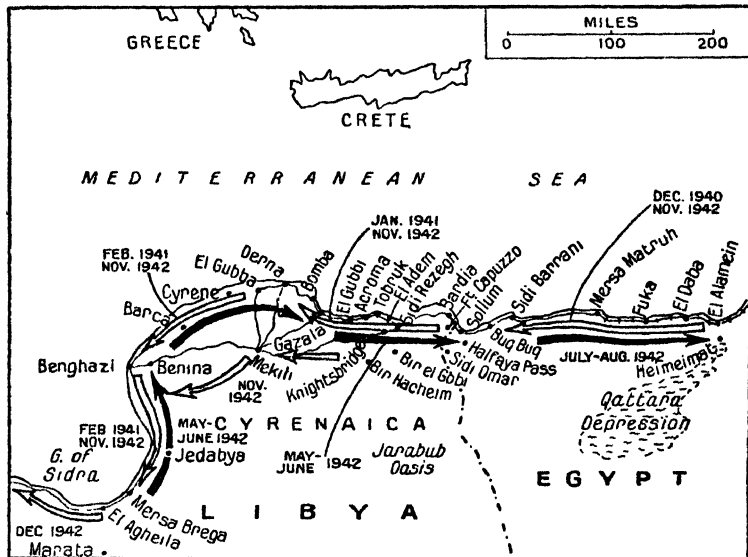 MILES
0 100 200
GREECE
CRETE
MEDITERRANEAN SEA
DEC. 1940
NOV. 1942
JAN. 1941
NOV. 1942
FEB. 1941
NOV. 1942
Barca
Cyrene
El Gubba
Derna
Bomba
El Gubbi
Acroma
Tobruk
El Adem
Sidi Rezegh
Bardia
Ft. Capuzzo
Sollum
Sidi Barrani
Mersa Matruh
Fuka
El Daba
El Alamein
Benghazi
Benina
Mekili
Gazala
Knightsbridge
Bir Hacheim
Bir el Gobi
Sidi Omar
Halfaya Pass
Buq Buq
JULY-AUG. 1942
Heimeimat
NOV.
1942
Qattara
Depression
FEB 1941
NOV. 1942
MAY-
JUNE 1942
CYRENAICA
MAY-
JUNE 1942
Jarabub
Oasis
G. of
Sidra
Jedabya
EGYPT
LIBYA
Mersa Brega
El Agheila
DEC 1942
Marata